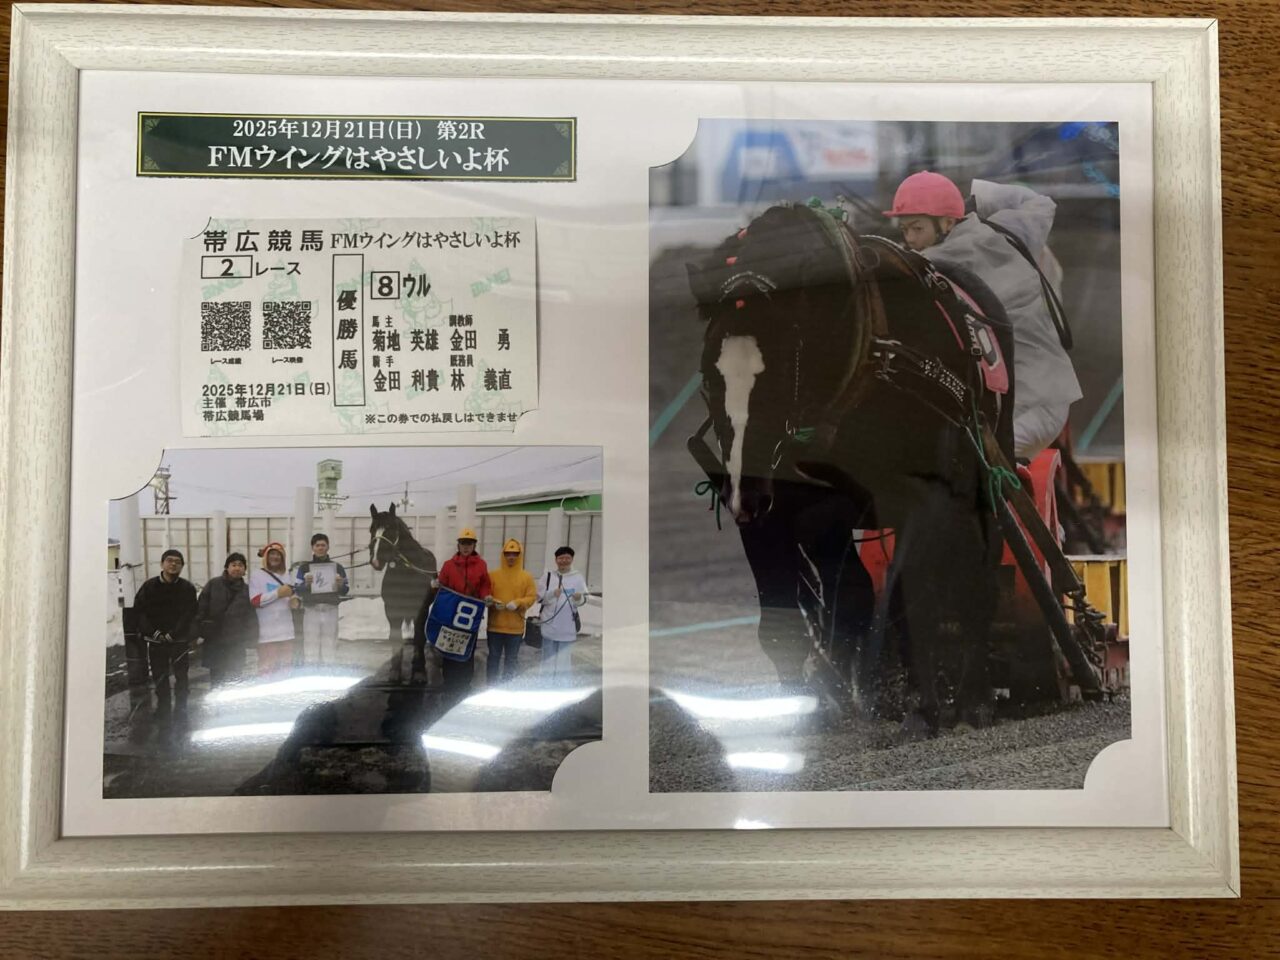 2025年12月21日(日) 第2R
FMウイングはやさしいよ杯
帯広競馬 FMウイングはやさしいよ杯
2 レース
優勝馬
8 ウル
馬主 調教師
菊地 英雄 金田 勇
騎手 厩務員
金田 利貴 林 義直
レース成績 レース映像
2025年12月21日(日)
主催 帯広市
帯広競馬場
※この券での払戻しはできませ
8